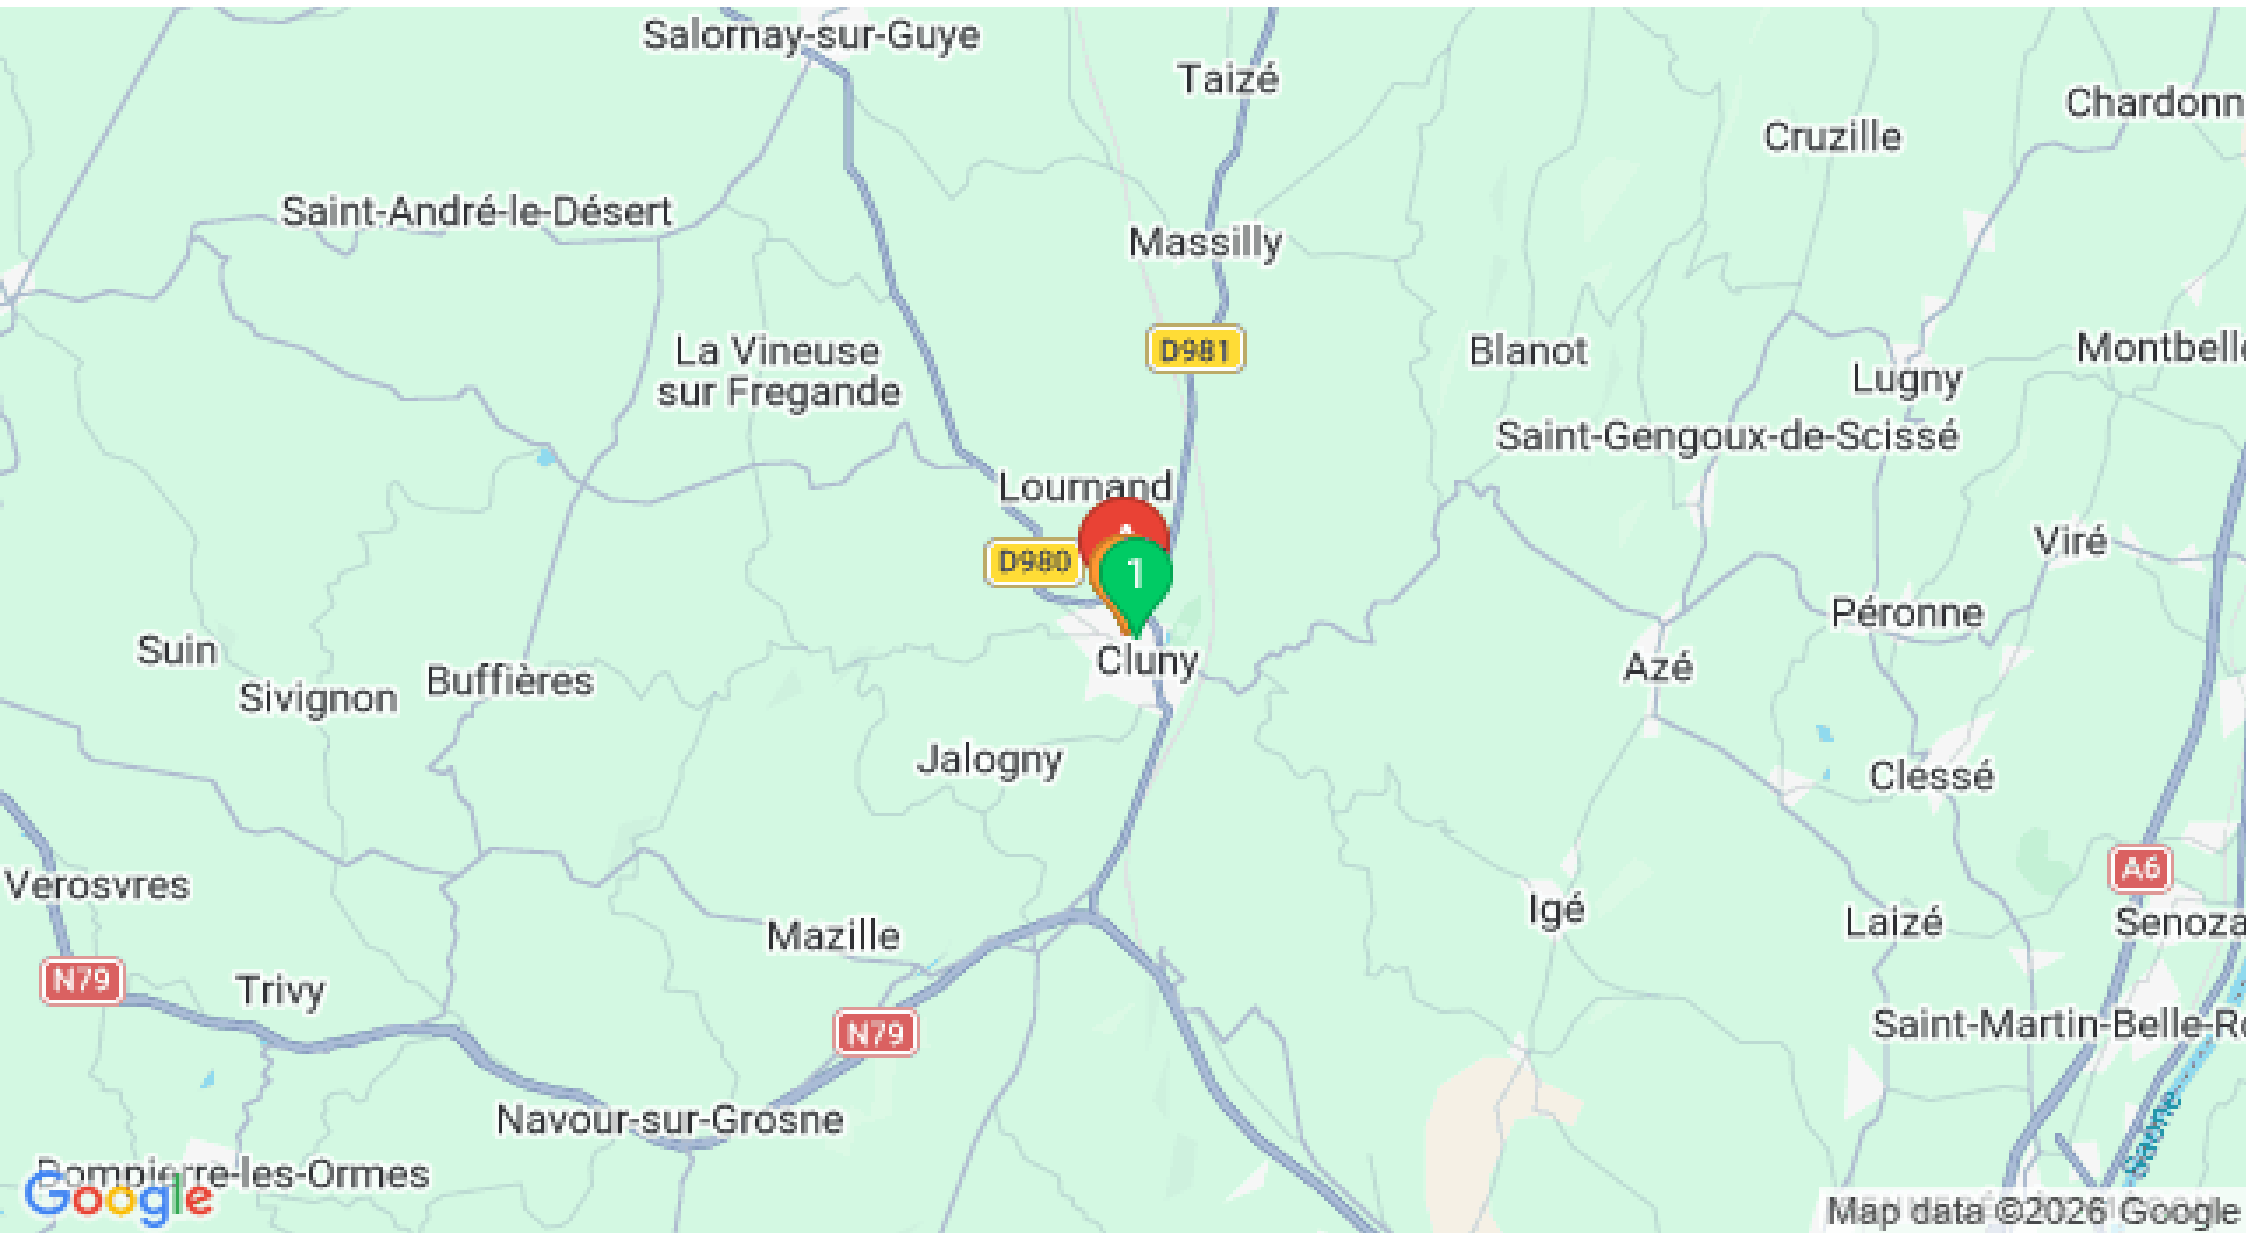 Salornay-sur-Guye
Taizé
Chardonn
Cruzille
Saint-André-le-Désert
Massilly
La Vineuse
sur Fregande
D981
Blanot
Montbelle
Lugny
Saint-Gengoux-de-Scissé
Lournand
D980
A
1
Viré
Péronne
Suin
Sivignon
Buffières
Cluny
Azé
Jalogny
Clessé
Verosvres
A6
Mazille
Igé
Laizé
Senoza
N79
Trivy
N79
Saint-Martin-Belle-Ro
Navour-sur-Grosne
Saône
Dompierre-les-Ormes
Google
Map data ©2026 Google